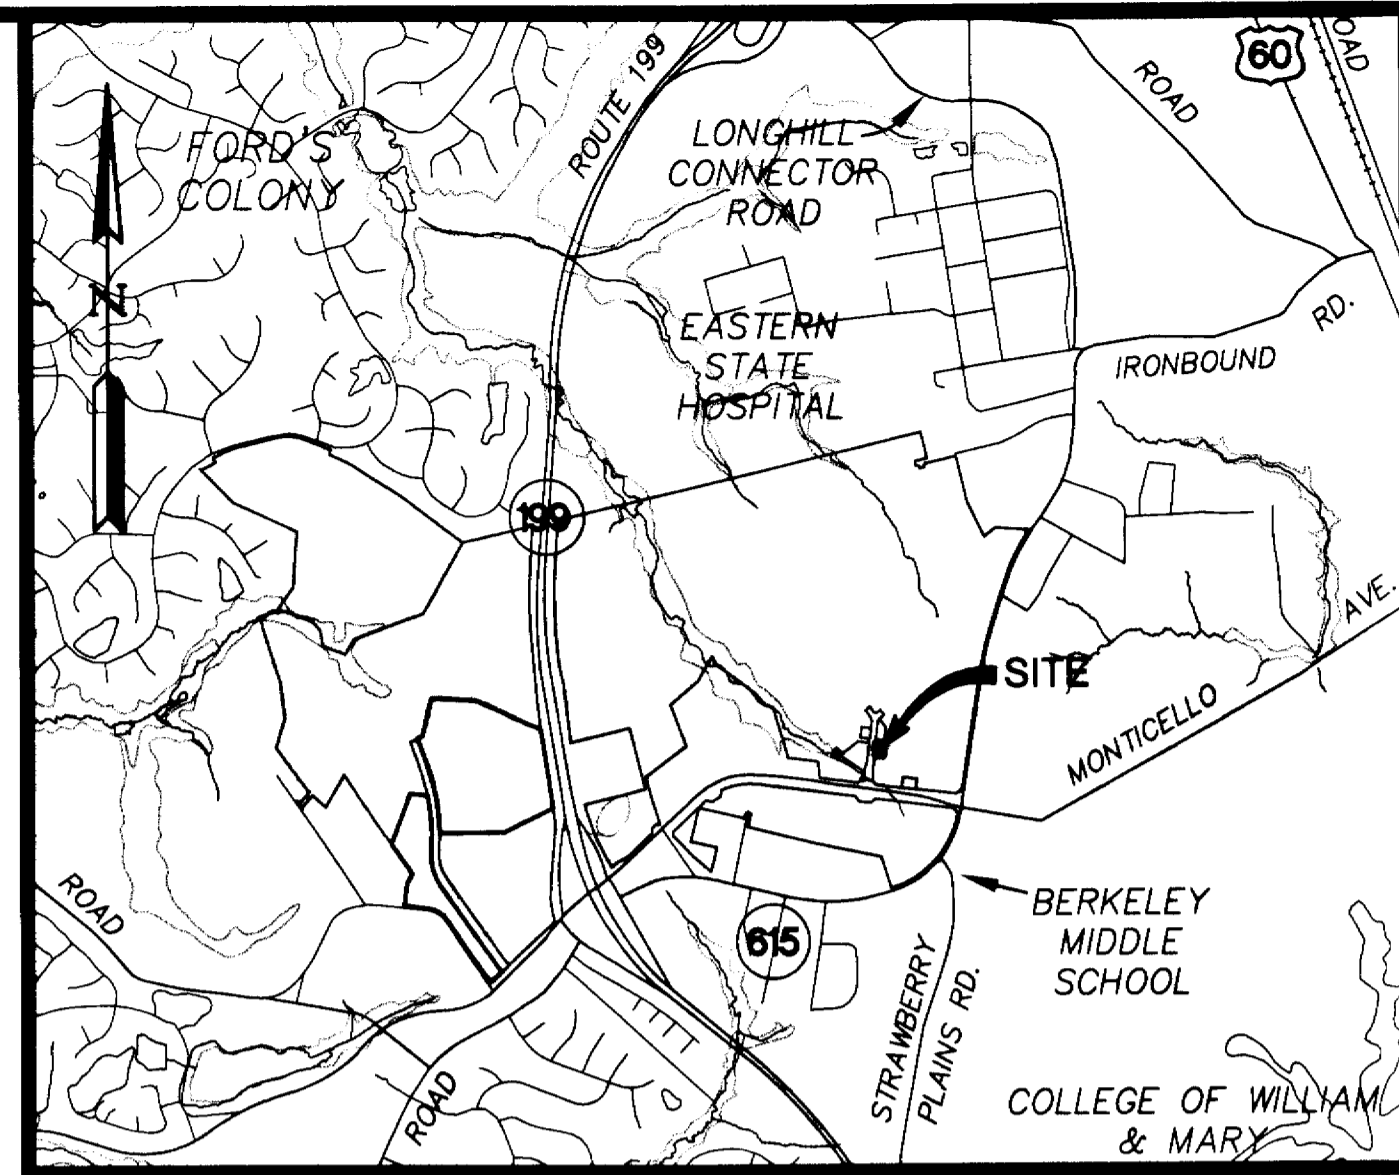 60
OAD
ROUTE 199
ROAD
LONGHILL
CONNECTOR
ROAD
FORD'S
COLONY
N
EASTERN
STATE
HOSPITAL
RD.
IRONBOUND
199
AVE.
SITE
MONTICELLO
ROAD
BERKELEY
MIDDLE
SCHOOL
615
STRAWBERRY
PLAINS RD.
ROAD
COLLEGE OF WILLIAM
& MARY